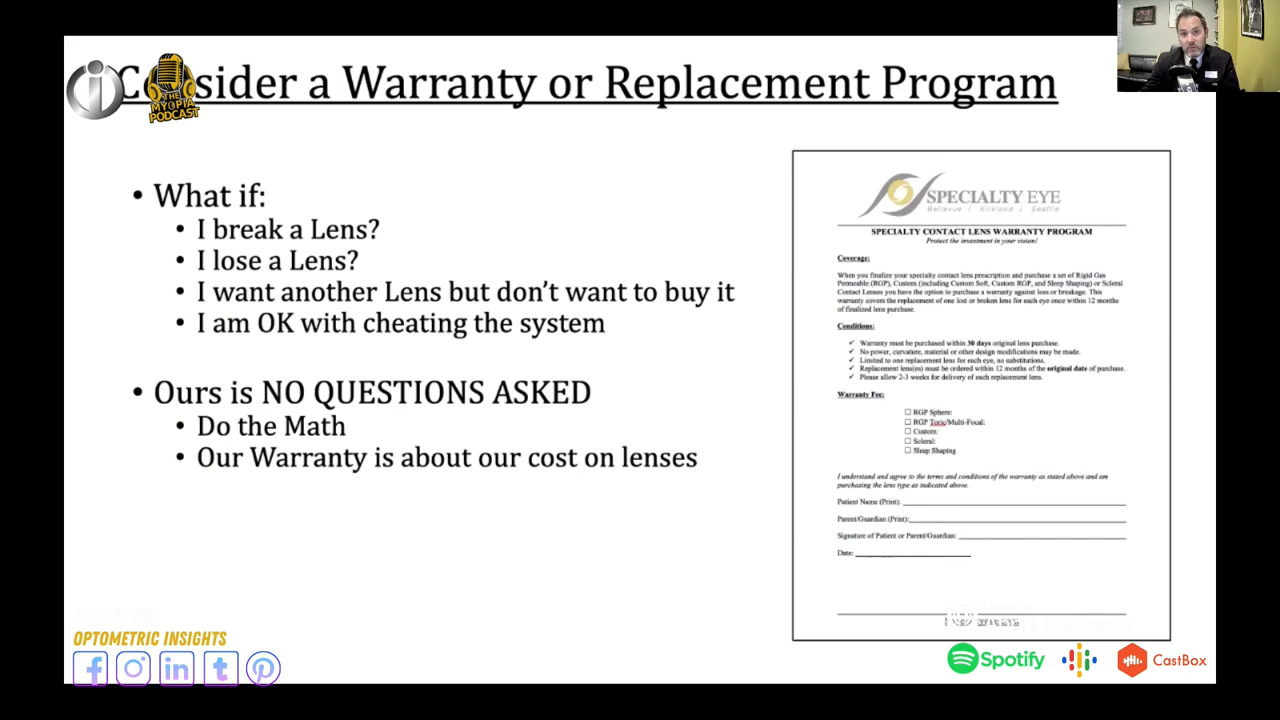 Consider a Warranty or Replacement Program
THE
MYOPIA
PODCAST
• What if:
• I break a Lens?
• I lose a Lens?
• I want another Lens but don’t want to buy it
• I am OK with cheating the system
• Ours is NO QUESTIONS ASKED
• Do the Math
• Our Warranty is about our cost on lenses
SPECIALTY EYE
Bellevue / Kirkland / Seattle
SPECIALTY CONTACT LENS WARRANTY PROGRAM
Protect the investment in your vision!
Coverage:
When you finalize your specialty contact lens prescription and purchase a set of Rigid Gas
Permeable (RGP), Custom (including Custom Soft, Custom RGP, and Sleep Shaping) or Scleral
Contact Lenses you have the option to purchase a warranty against loss or breakage. This
warranty covers the replacement of one lost or broken lens for each eye once within 12 months
of finalized lens purchase.
Conditions:
✓ Warranty must be purchased within 30 days original lens purchase.
✓ No power, curvature, material or other design modifications may be made.
✓ Limited to one replacement lens for each eye, no substitutions.
✓ Replacement lens(es) must be ordered within 12 months of the original date of purchase.
✓ Please allow 2-3 weeks for delivery of each replacement lens.
Warranty Fee:
☐ RGP Sphere:
☐ RGP Toric/Multi-Focal:
☐ Custom:
☐ Scleral:
☐ Sleep Shaping
I understand and agree to the terms and conditions of the warranty as stated above and am
purchasing the lens type as indicated above.
Patient Name (Print):
Parent/Guardian (Print):
Signature of Patient or Parent/Guardian:
Date:
OPTOMETRIC INSIGHTS
Spotify
CastBox